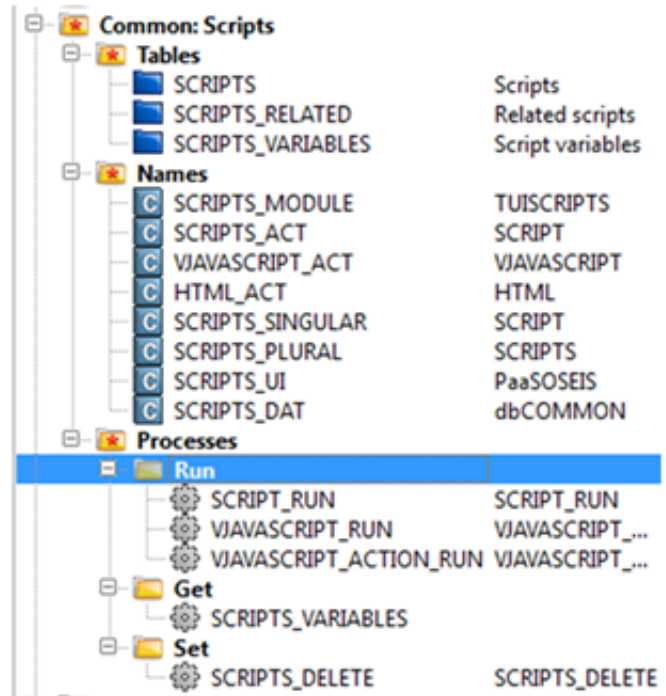 Common: Scripts
Tables
SCRIPTS Scripts
SCRIPTS_RELATED Related scripts
SCRIPTS_VARIABLES Script variables
Names
C SCRIPTS_MODULE TUISCRIPTS
C SCRIPTS_ACT SCRIPT
C VJAVASCRIPT_ACT VJAVASCRIPT
C HTML_ACT HTML
C SCRIPTS_SINGULAR SCRIPT
C SCRIPTS_PLURAL SCRIPTS
C SCRIPTS_UI PaaSOSEIS
C SCRIPTS_DAT dbCOMMON
Processes
Run
SCRIPT_RUN SCRIPT_RUN
VJAVASCRIPT_RUN VJAVASCRIPT_...
VJAVASCRIPT_ACTION_RUN VJAVASCRIPT_...
Get
SCRIPTS_VARIABLES
Set
SCRIPTS_DELETE SCRIPTS_DELETE